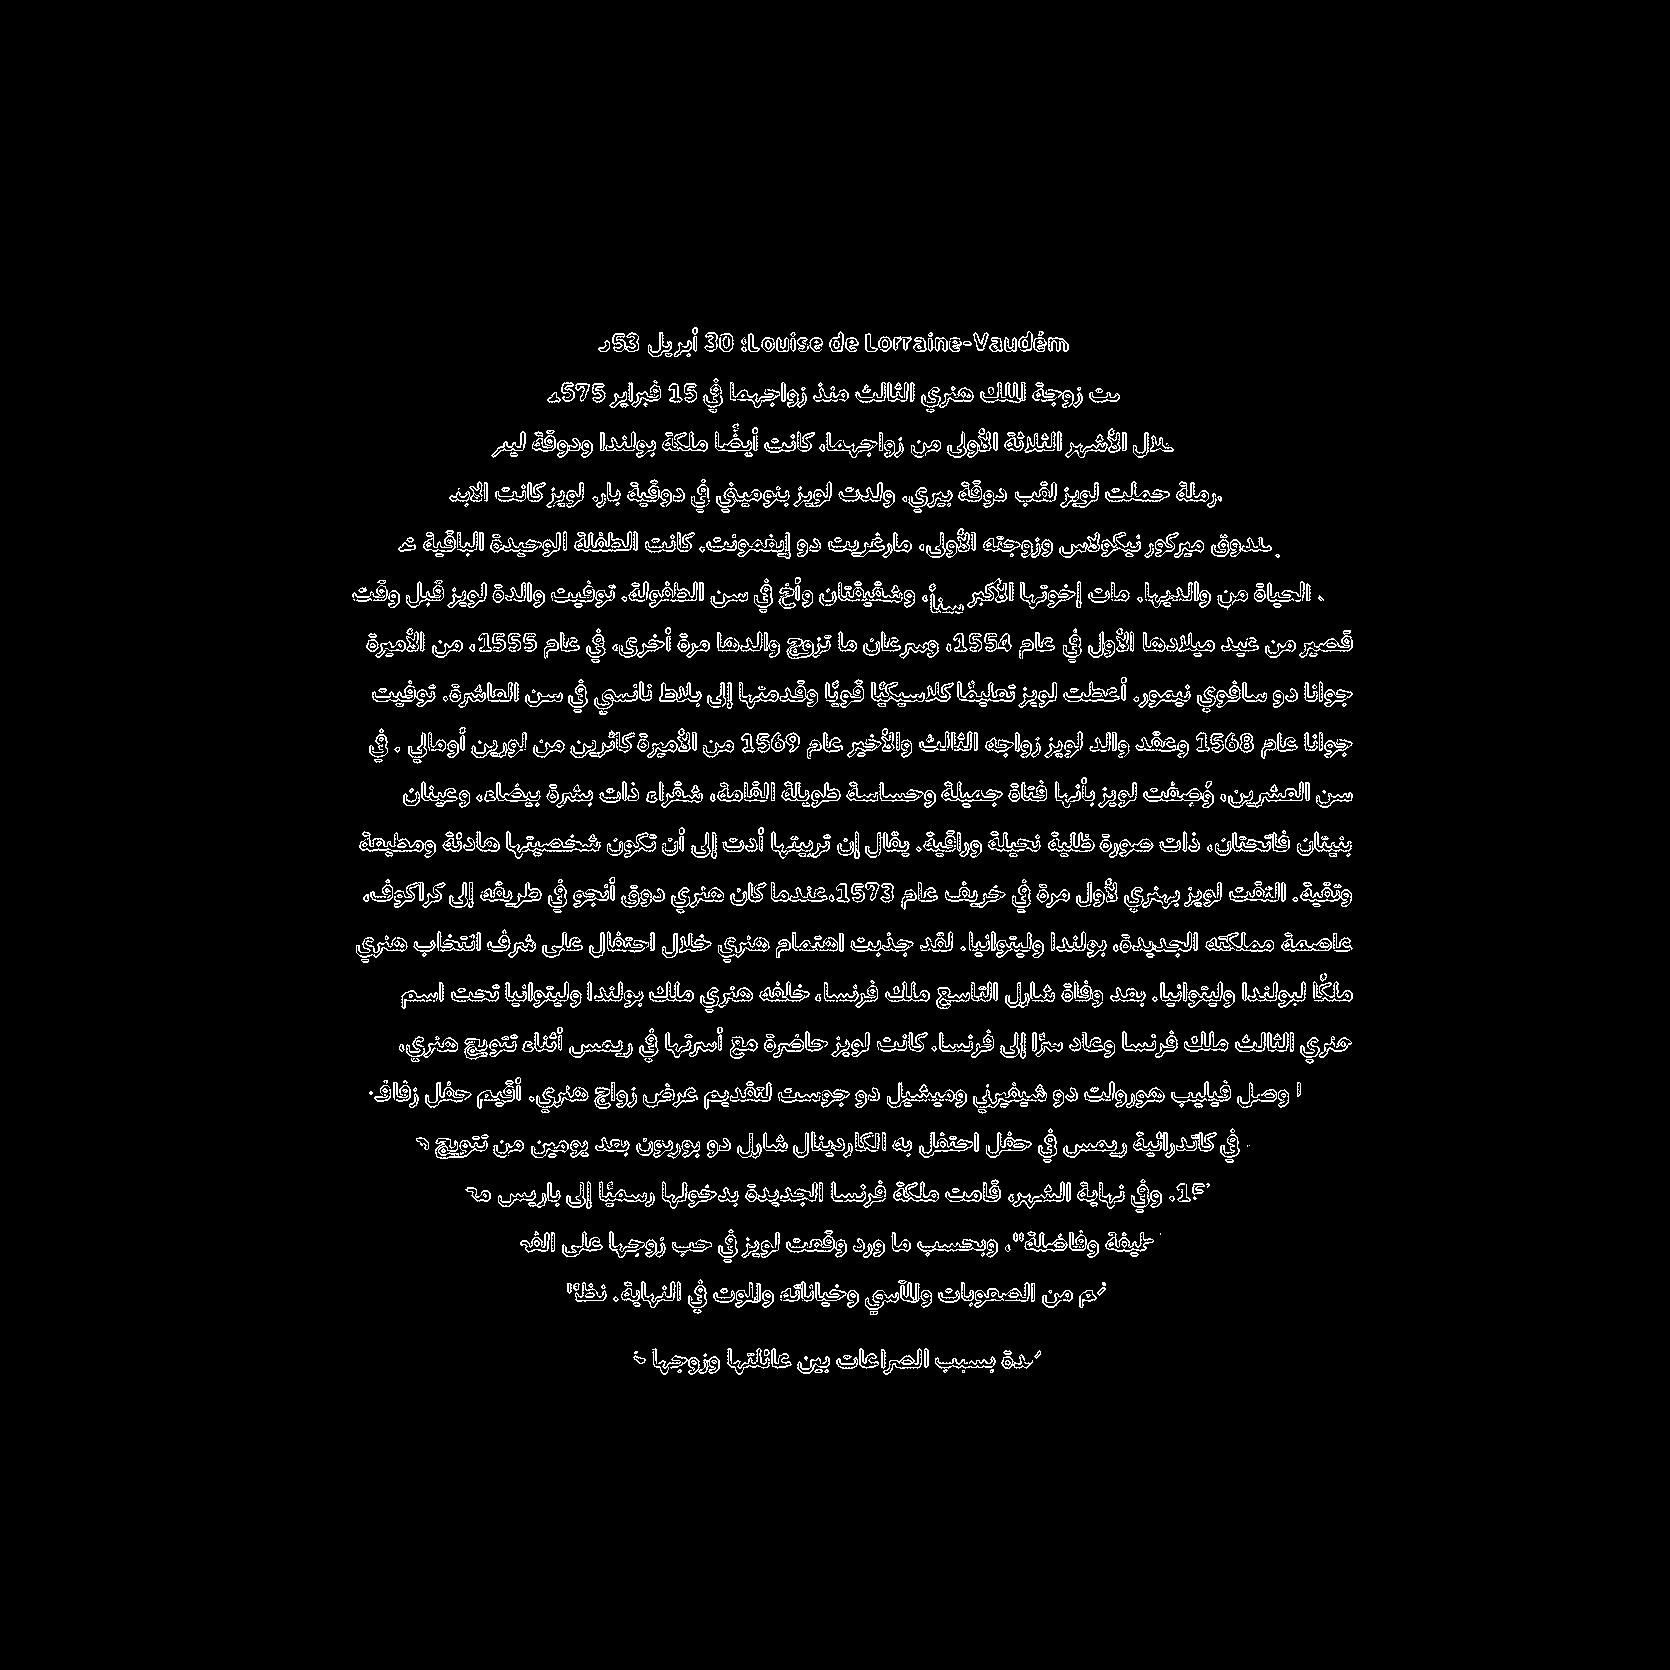 Louise de Lorraine-Vaudém؛ 30 أبريل 53
زوجة الملك هنري الثالث منذ زواجهما في 15 فبراير 575
الأشهر الثلاثة الأولى من زواجهما، كانت أيضًا ملكة بولندا ودوقة
حملت لويز لقب دوقة بيري. ولدت لويز بنوميني في دوقية بار. لويز كانت
ميركور نيكولاس وزوجته الأولى، مارغريت دو إيغمونت. كانت الطفلة الوحيدة الباقية
الحياة من والديها. مات إخوتها الأكبر سناً، وشقيقتان وأخ في سن الطفولة. توفيت والدة لويز قبل وقت
قصير من عيد ميلادها الأول في عام 1554، وسرعان ما تزوج والدها مرة أخرى، في عام 1555، من الأميرة
جوانا دو سافوي نيمور. أعطت لويز تعليمًا كلاسيكيًا قويًا وقدمتها إلى بلاط نانسي في سن العاشرة. توفيت
جوانا عام 1568 وعقد والد لويز زواجه الثالث والأخير عام 1569 من الأميرة كاثرين من لورين أومالي . في
سن العشرين، وُصِفت لويز بأنها فتاة جميلة وحساسة طويلة القامة، شقراء ذات بشرة بيضاء، وعينان
بنيتان فاتحتان، ذات صورة ظلية نحيلة وراقية. يقال إن تربيتها أدت إلى أن تكون شخصيتها هادئة ومطيعة
وتقية. التقت لويز بهنري لأول مرة في خريف عام 1573،عندما كان هنري دوق أنجو في طريقه إلى كراكوف،
عاصمة مملكته الجديدة، بولندا وليتوانيا. لقد جذبت اهتمام هنري خلال احتفال على شرف انتخاب هنري
ملكًا لبولندا وليتوانيا. بعد وفاة شارل التاسع ملك فرنسا، خلفه هنري ملك بولندا وليتوانيا تحت اسم
هنري الثالث ملك فرنسا وعاد سرًا إلى فرنسا. كانت لويز حاضرة مع أسرتها في ريمس أثناء تتويج هنري،
وصل فيليب هورولت دو شيفيرني وميشيل دو جوست لتقديم عرض زواج هنري. أقيم حفل
في كاتدرائية ريمس في حفل احتفل به الكاردينال شارل دو بوربون بعد يومين من تتويج
وفي نهاية الشهر، قامت ملكة فرنسا الجديدة بدخولها رسميًا إلى باريس
وفاضلة"، وبحسب ما ورد وقعت لويز في حب زوجها على
من الصعوبات والمآسي وخياناته والموت في النهاية.
بسبب الصراعات بين عائلتها وزوجها